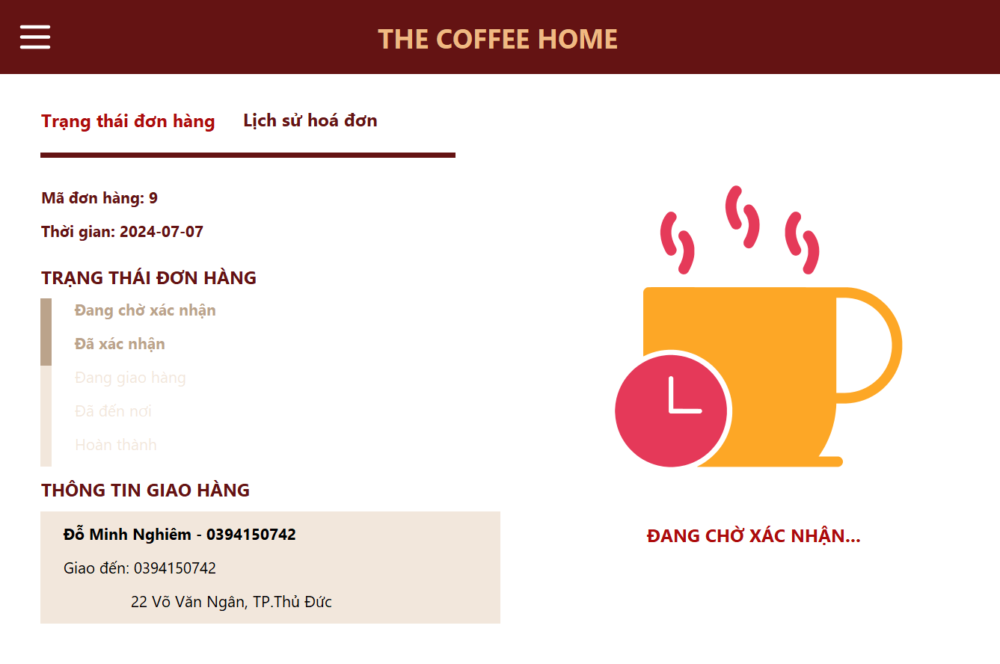 THE COFFEE HOME
Trạng thái đơn hàng Lịch sử hoá đơn
Mã đơn hàng: 9
Thời gian: 2024-07-07
TRẠNG THÁI ĐƠN HÀNG
Đang chờ xác nhận
Đã xác nhận
Đang giao hàng
Đã đến nơi
Hoàn thành
THÔNG TIN GIAO HÀNG
Đỗ Minh Nghiêm - 0394150742
Giao đến: 0394150742
22 Võ Văn Ngân, TP.Thủ Đức
ĐANG CHỜ XÁC NHẬN...